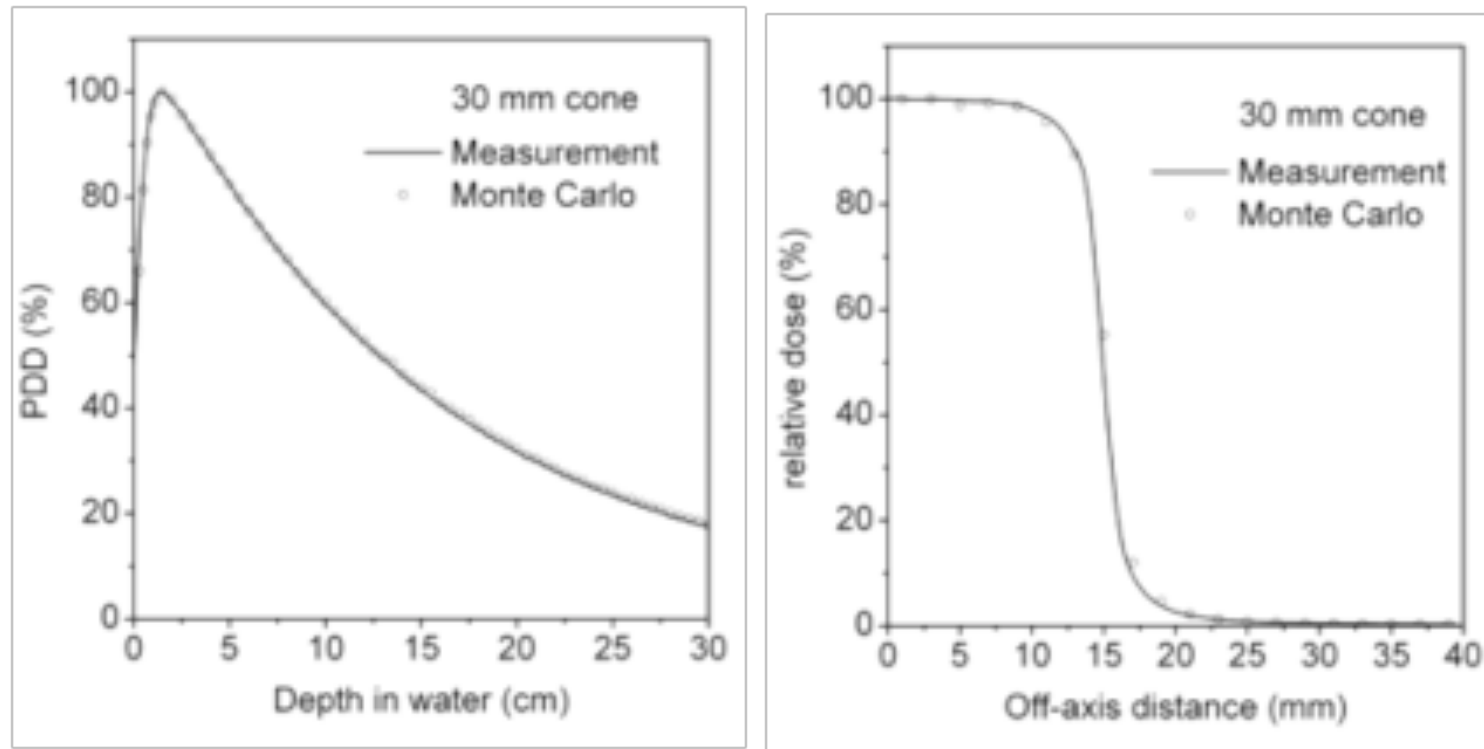 100
80
60
40
20
0
PDD (%)
30 mm cone
Measurement
Monte Carlo
0 5 10 15 20 25 30
Depth in water (cm)
100
80
60
40
20
0
relative dose (%)
30 mm cone
Measurement
Monte Carlo
0 5 10 15 20 25 30 35 40
Off-axis distance (mm)